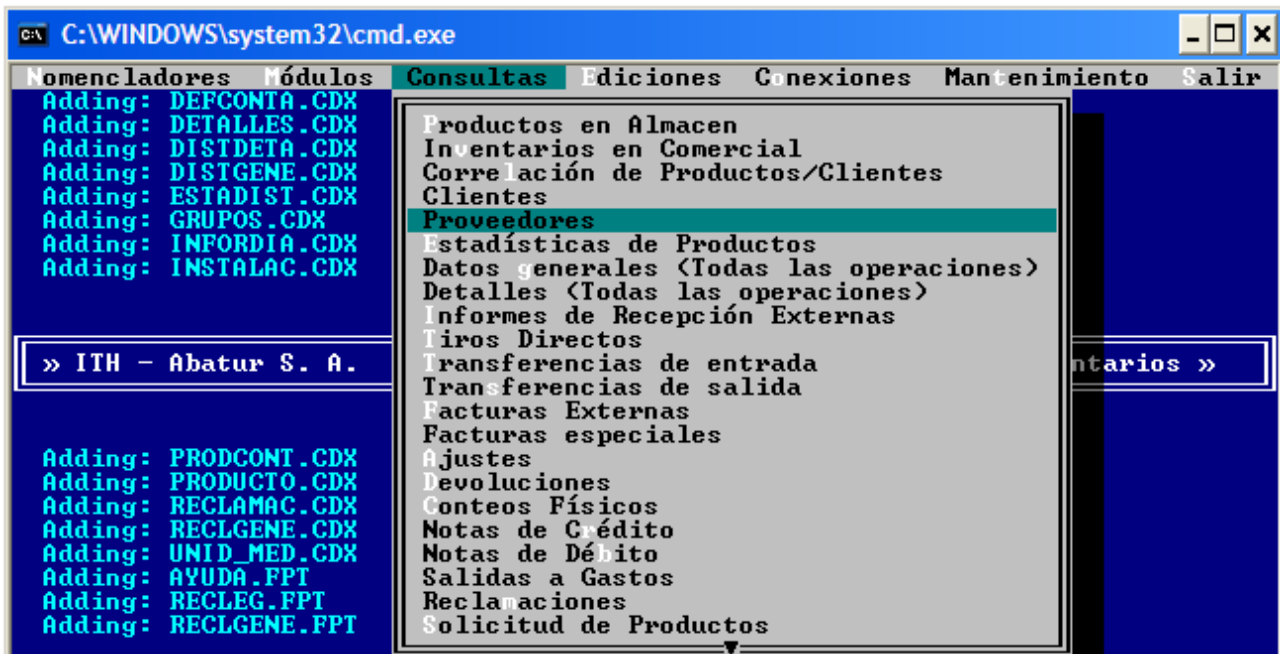 C:\WINDOWS\system32\cmd.exe
Nomencladores Módulos Consultas Ediciones Conexiones Mantenimiento Salir
Adding: DEFCONTA.CDX
Adding: DETALLES.CDX
Adding: DISTDETA.CDX
Adding: DISTGENE.CDX
Adding: ESTADIST.CDX
Adding: GRUPOS.CDX
Adding: INFORDIA.CDX
Adding: INSTALAC.CDX
» ITH - Abatur S. A.
ntarios »
Adding: PRODCONT.CDX
Adding: PRODUCTO.CDX
Adding: RECLAMAC.CDX
Adding: RECLGENE.CDX
Adding: UNID_MED.CDX
Adding: AYUDA.FPT
Adding: RECLEG.FPT
Adding: RECLGENE.FPT
Productos en Almacen
Inventarios en Comercial
Correlación de Productos/Clientes
Clientes
Proveedores
Estadísticas de Productos
Datos generales (Todas las operaciones)
Detalles (Todas las operaciones)
Informes de Recepción Externas
Tiros Directos
Transferencias de entrada
Transferencias de salida
Facturas Externas
Facturas especiales
Ajustes
Devoluciones
Conteos Físicos
Notas de Crédito
Notas de Débito
Salidas a Gastos
Reclamaciones
Solicitud de Productos